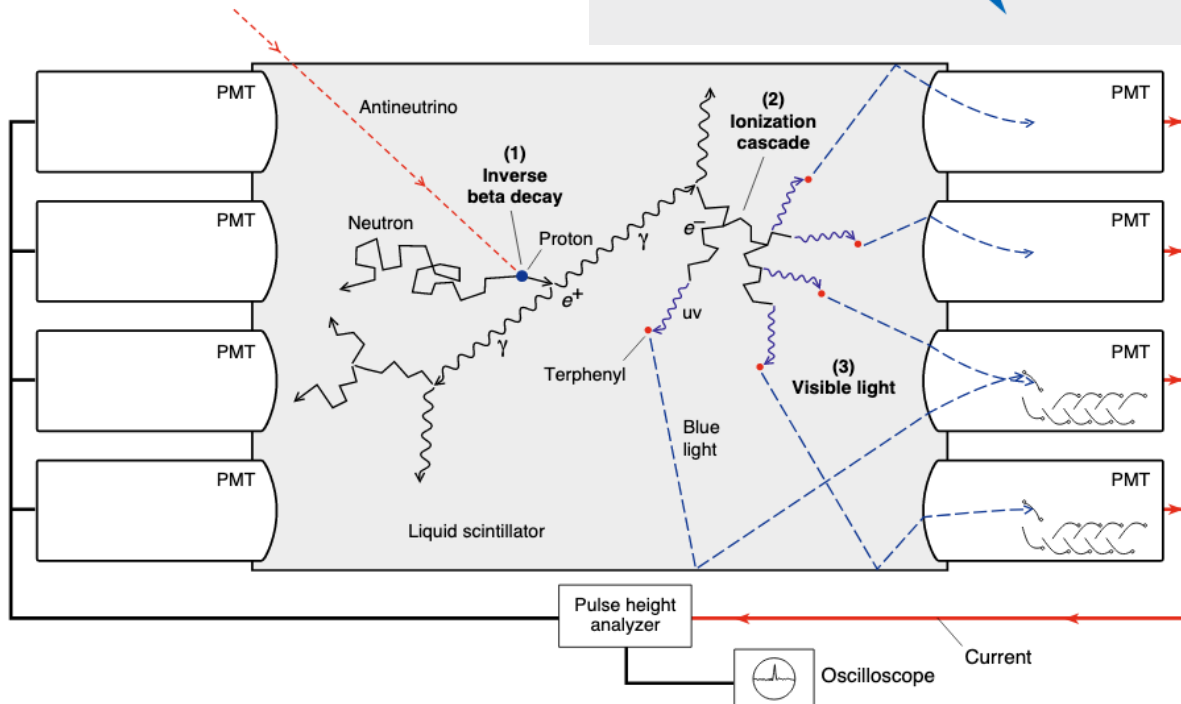 PMT
PMT
Antineutrino
(2)
Ionization
cascade
(1)
Inverse
beta decay
PMT
Neutron
Proton
γ
e–
PMT
e+
uv
γ
PMT
Terphenyl
(3)
Visible light
PMT
Blue
light
PMT
PMT
Liquid scintillator
Pulse height
analyzer
Current
Oscilloscope